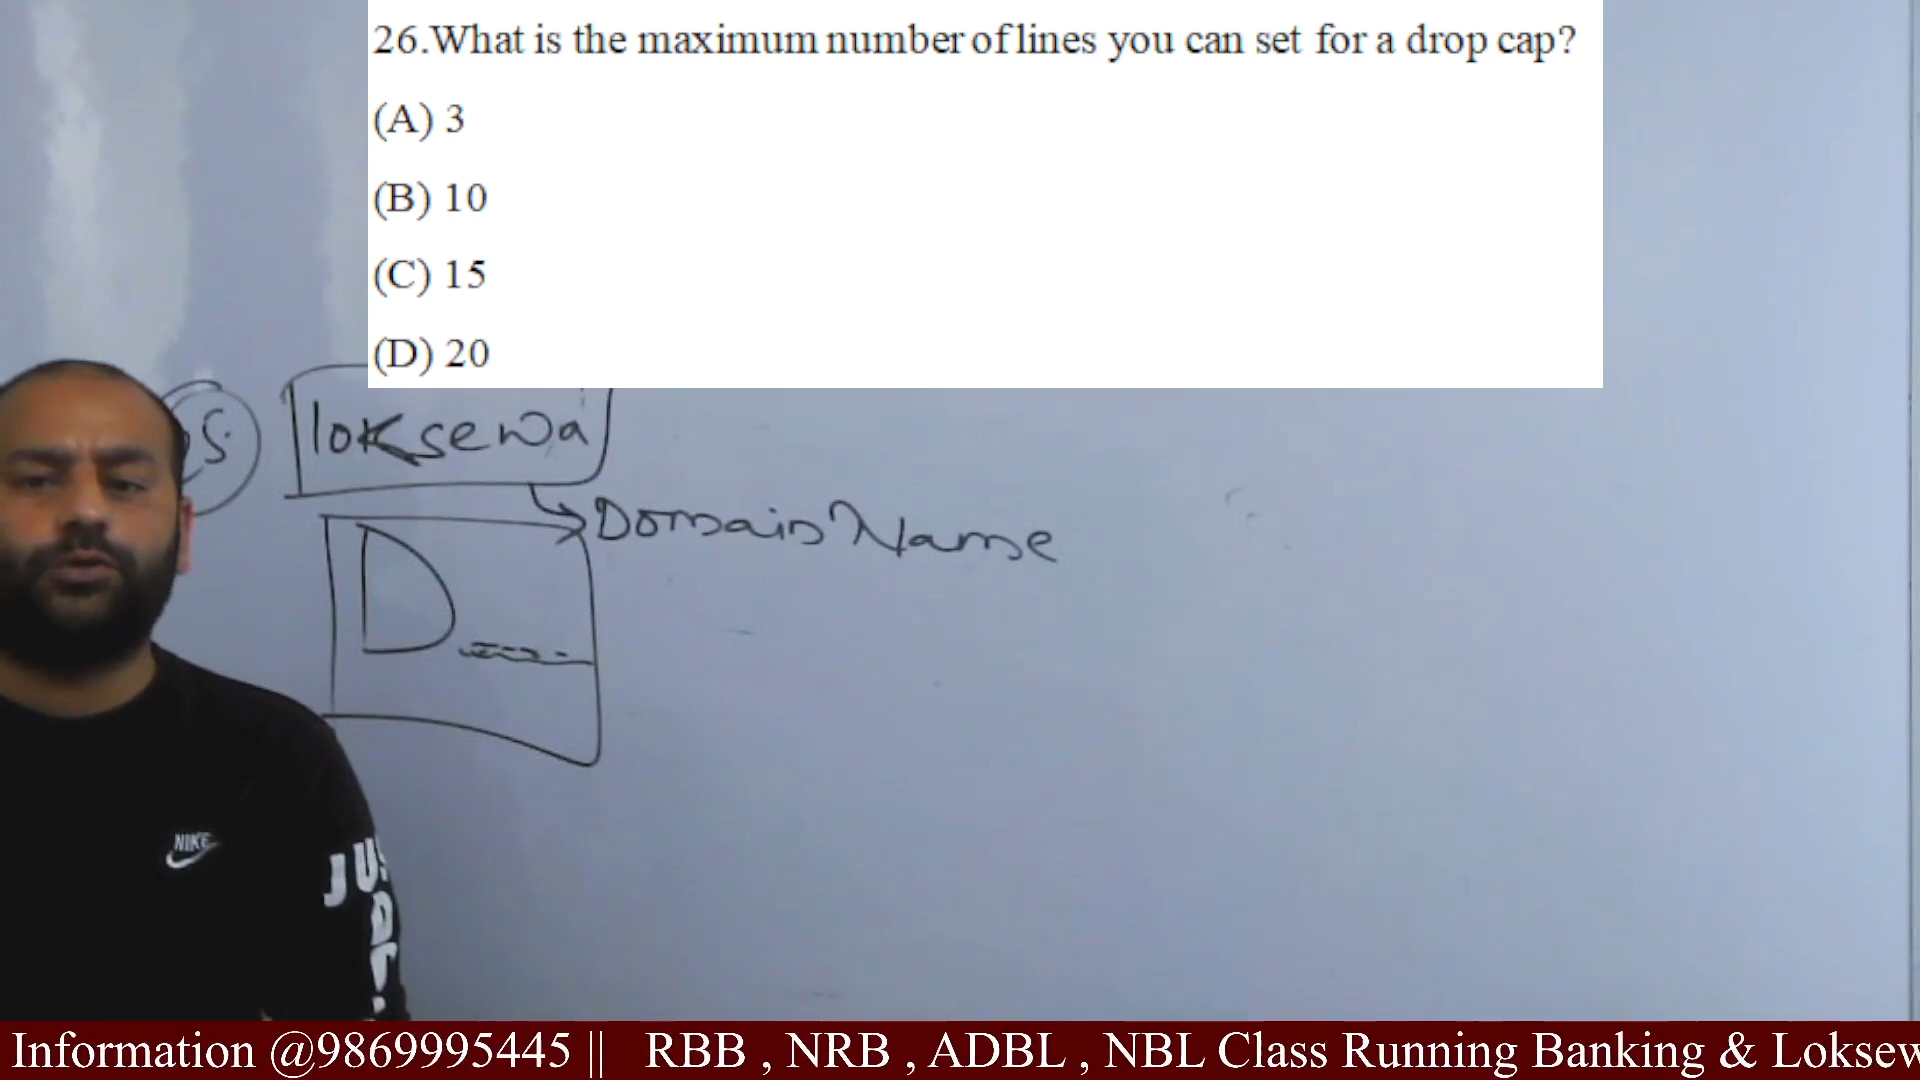 26.What is the maximum number of lines you can set for a drop cap?
(A) 3
(B) 10
(C) 15
(D) 20
S
loksewa
Domain Name
D
NIKE
JUS
Information @9869995445 || RBB , NRB , ADBL , NBL Class Running Banking & Loksew